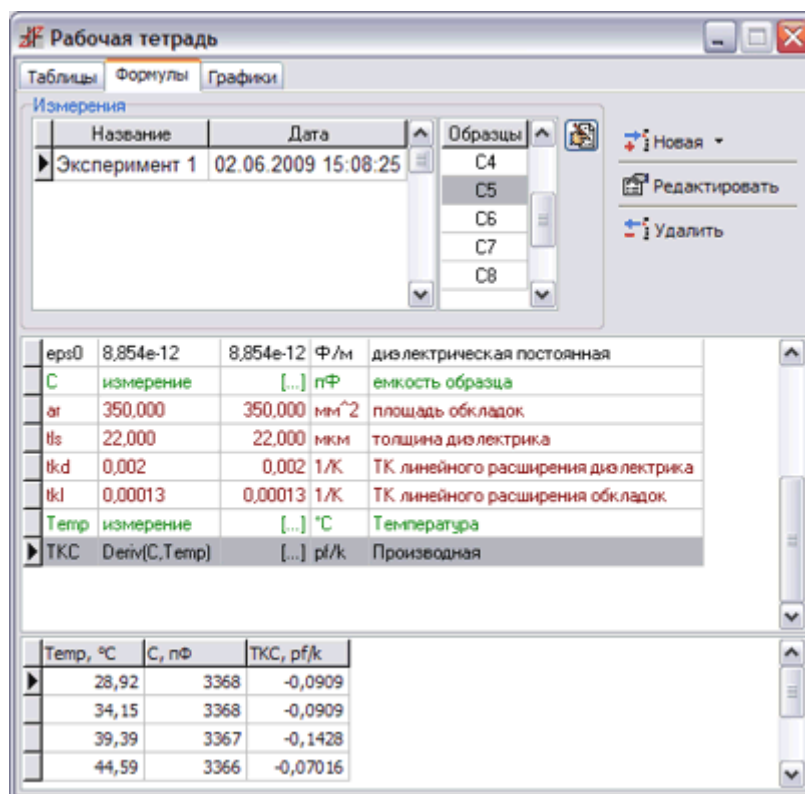 Рабочая тетрадь
Таблицы Формулы Графики
Измерения
Название Дата Образцы
Эксперимент 1 02.06.2009 15:08:25
C4
C5
C6
C7
C8
Новая
Редактировать
Удалить
eps0 8,854e-12 8,854e-12 Ф/м диэлектрическая постоянная
C измерение [...] пФ емкость образца
ar 350,000 350,000 мм^2 площадь обкладок
tls 22,000 22,000 мкм толщина диэлектрика
tkd 0,002 0,002 1/K ТК линейного расширения диэлектрика
tkl 0,00013 0,00013 1/K ТК линейного расширения обкладок
Temp измерение [...] °C Температура
TKC Deriv(C,Temp) [...] pf/k Производная
Temp, °C C, пФ TKC, pf/k
28,92 3368 -0,0909
34,15 3368 -0,0909
39,39 3367 -0,1428
44,59 3366 -0,07016